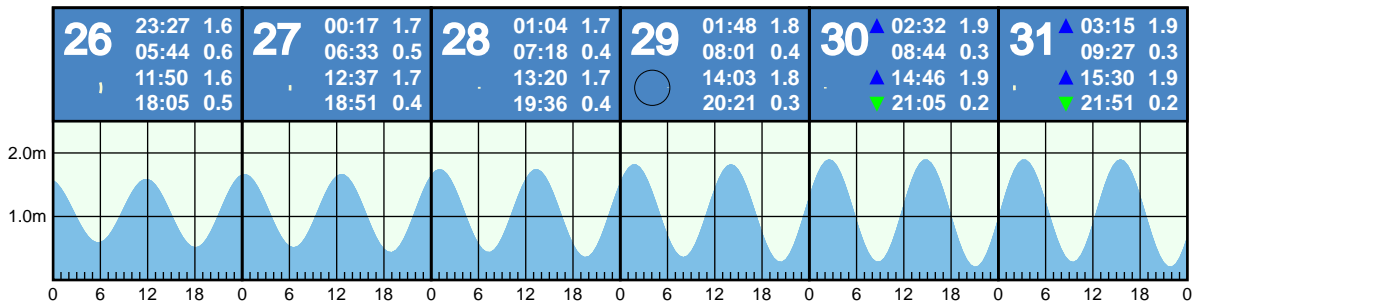 26 23:27 1.6 27 00:17 1.7 28 01:04 1.7 29 01:48 1.8 30 ▲ 02:32 1.9 31 ▲ 03:15 1.9
05:44 0.6 06:33 0.5 07:18 0.4 08:01 0.4 08:44 0.3 09:27 0.3
11:50 1.6 12:37 1.7 13:20 1.7 14:03 1.8 ▲ 14:46 1.9 ▲ 15:30 1.9
18:05 0.5 18:51 0.4 19:36 0.4 20:21 0.3 ▼ 21:05 0.2 ▼ 21:51 0.2
2.0m
1.0m
0 6 12 18 0 6 12 18 0 6 12 18 0 6 12 18 0 6 12 18 0 6 12 18 0